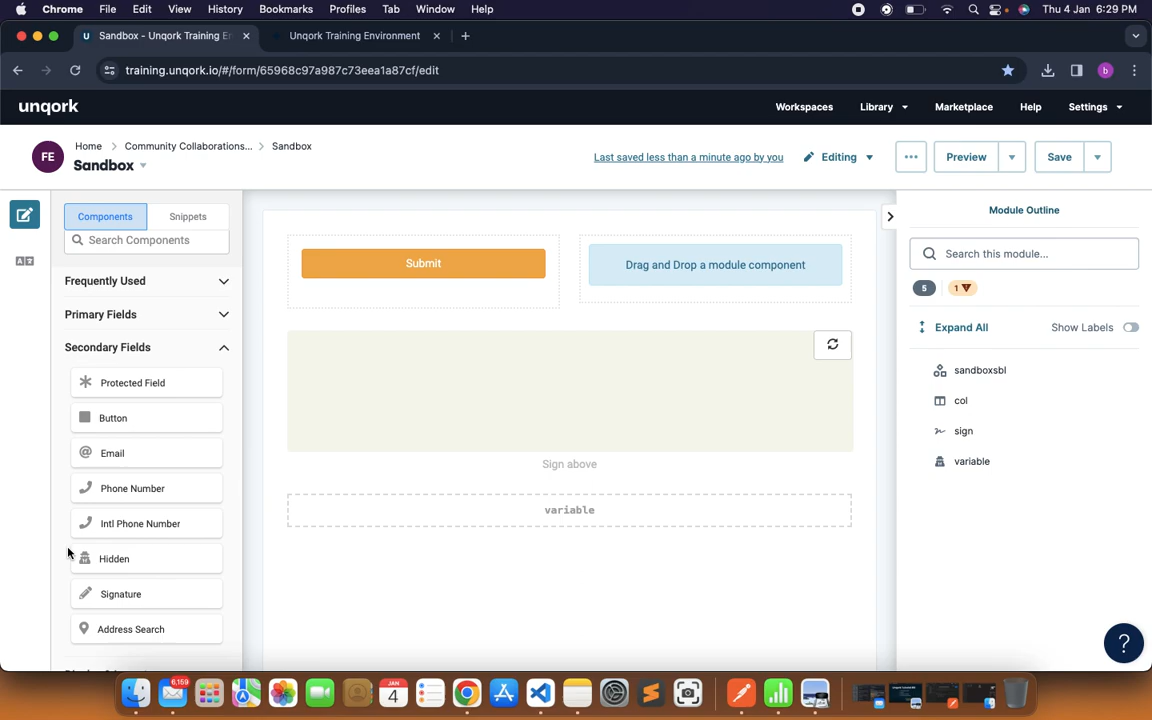 Chrome File Edit View History Bookmarks Profiles Tab Window Help Thu 4 Jan 6:29 PM
U Sandbox - Unqork Training En Unqork Training Environment
training.unqork.io/#/form/65968c97a987c73eea1a87cf/edit b
unqork Workspaces Library Marketplace Help Settings
FE Home Community Collaborations... Sandbox
Sandbox Last saved less than a minute ago by you Editing ... Preview Save
Components Snippets
Search Components
Frequently Used
Primary Fields
Secondary Fields
Protected Field
Button
Email
Phone Number
Intl Phone Number
Hidden
Signature
Address Search
Submit Drag and Drop a module component
Sign above
variable
Module Outline
Search this module...
5 1
Expand All Show Labels
sandboxsbl
col
sign
variable
?
6,159 JAN
4